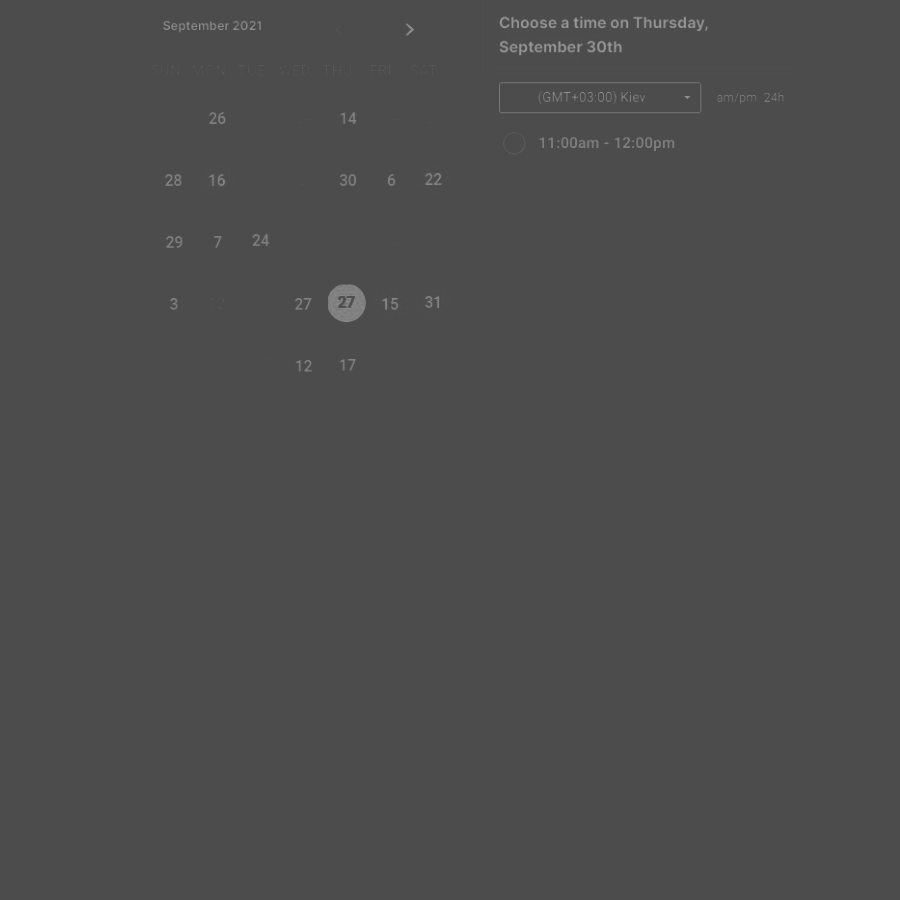 September 2021
SUN MON TUE WED THU FRI SAT
26 14
28 16 30 6 22
29 7 24
3 12 27 27 15 31
12 17
Choose a time on Thursday,
September 30th
(GMT+03:00) Kiev am/pm 24h
11:00am - 12:00pm